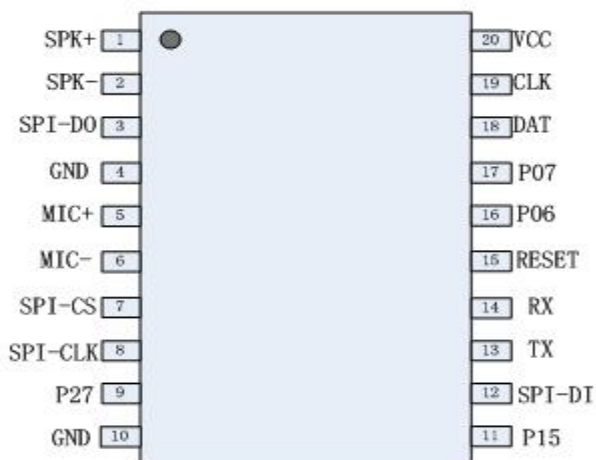 SPK+ 1 20 VCC
SPK- 2 19 CLK
SPI-DO 3 18 DAT
GND 4 17 P07
MIC+ 5 16 P06
MIC- 6 15 RESET
SPI-CS 7 14 RX
SPI-CLK 8 13 TX
P27 9 12 SPI-DI
GND 10 11 P15